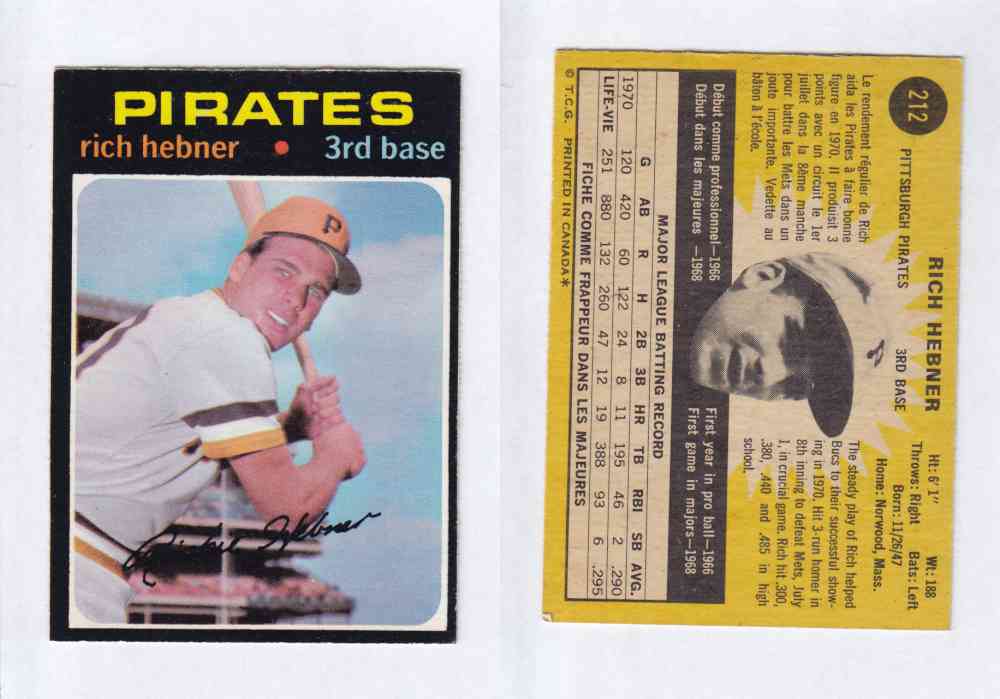 PIRATES
rich hebner • 3rd base
P
Richie Hebner
212
RICH HEBNER
PITTSBURGH PIRATES 3RD BASE
Ht: 6'1" Wt: 188
Born: 11/26/47
Throws: Right Bats: Left
Home: Norwood, Mass.
Le rendement régulier de Rich
aida les Pirates à faire bonne
figure en 1970. Il produisit 3
points avec un circuit le 1er
juillet dans la 8ème manche
pour battre les Mets dans un
joute importante. Vedette au
bâton à l'école.
The steady play of Rich helped
Bucs to their successful show-
ing in 1970. Hit 3-run homer in
8th inning to defeat Mets, July
1, in crucial game. Rich hit .300,
.380, .440 and .485 in high
school.
P
Début comme professionnel—1966
Début dans les majeures —1968
First year in pro ball—1966
First game in majors—1968
MAJOR LEAGUE BATTING RECORD
G AB R H 2B 3B HR TB RBI SB AVG.
1970 120 420 60 122 24 8 11 195 46 2 .290
LIFE-VIE 251 880 132 260 47 12 19 388 93 6 .295
FICHE COMME FRAPPEUR DANS LES MAJEURES
© T.C.G. PRINTED IN CANADA*